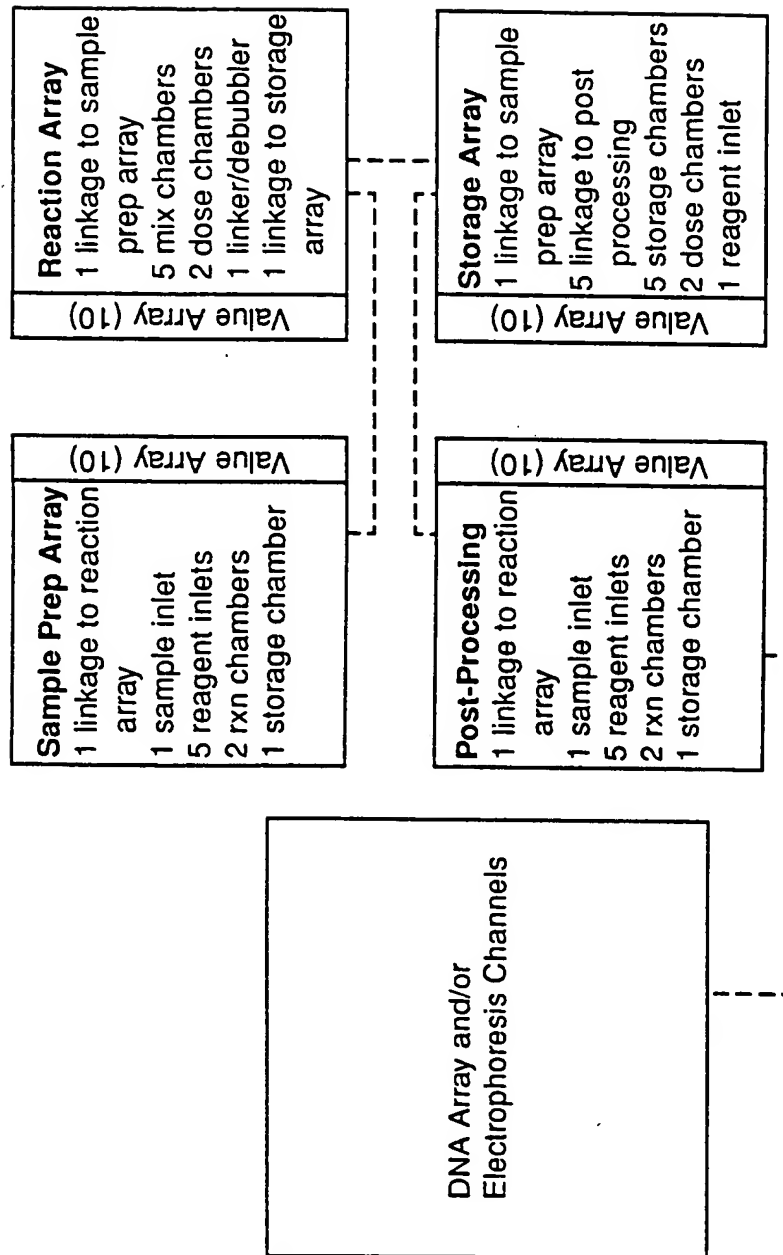 Sample Prep Array
1 linkage to reaction
array
1 sample inlet
5 reagent inlets
2 rxn chambers
1 storage chamber
Value Array (10)
Reaction Array
1 linkage to sample
prep array
5 mix chambers
2 dose chambers
1 linker/debubbler
1 linkage to storage
array
Value Array (10)
Post-Processing
1 linkage to reaction
array
1 sample inlet
5 reagent inlets
2 rxn chambers
1 storage chamber
Value Array (10)
Storage Array
1 linkage to sample
prep array
5 linkage to post
processing
5 storage chambers
2 dose chambers
1 reagent inlet
Value Array (10)
DNA Array and/or
Electrophoresis Channels